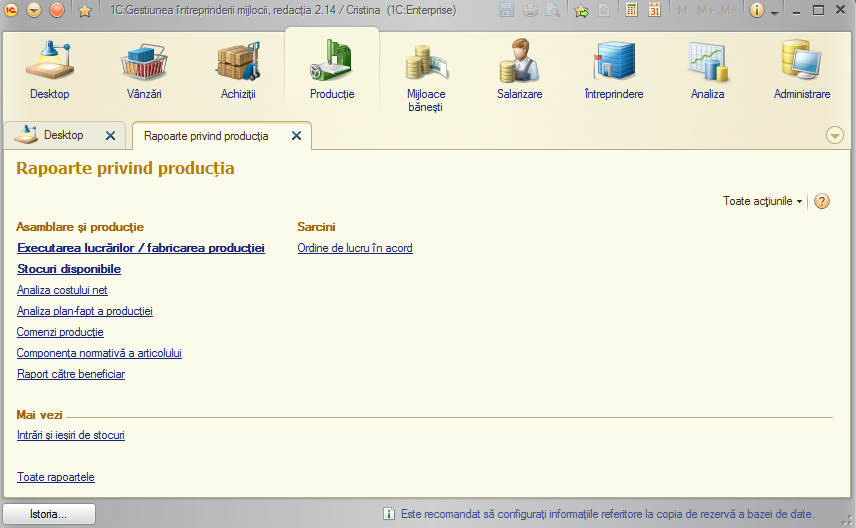 1C:Gestiunea întreprinderii mijlocii, redacția 2.14 / Cristina (1C:Enterprise)
M M+ M-
Desktop
Vânzări
Achiziții
Producție
Mijloace bănești
Salarizare
Întreprindere
Analiza
Administrare
Desktop
Rapoarte privind producția
Rapoarte privind producția
Toate acțiunile
Asamblare și producție
Executarea lucrărilor / fabricarea producției
Stocuri disponibile
Analiza costului net
Analiza plan-fapt a producției
Comenzi producție
Componența normativă a articolului
Raport către beneficiar
Sarcini
Ordine de lucru în acord
Mai vezi
Intrări și ieșiri de stocuri
Toate rapoartele
Istoria...
Este recomandat să configurați informațiile referitore la copia de rezervă a bazei de date.